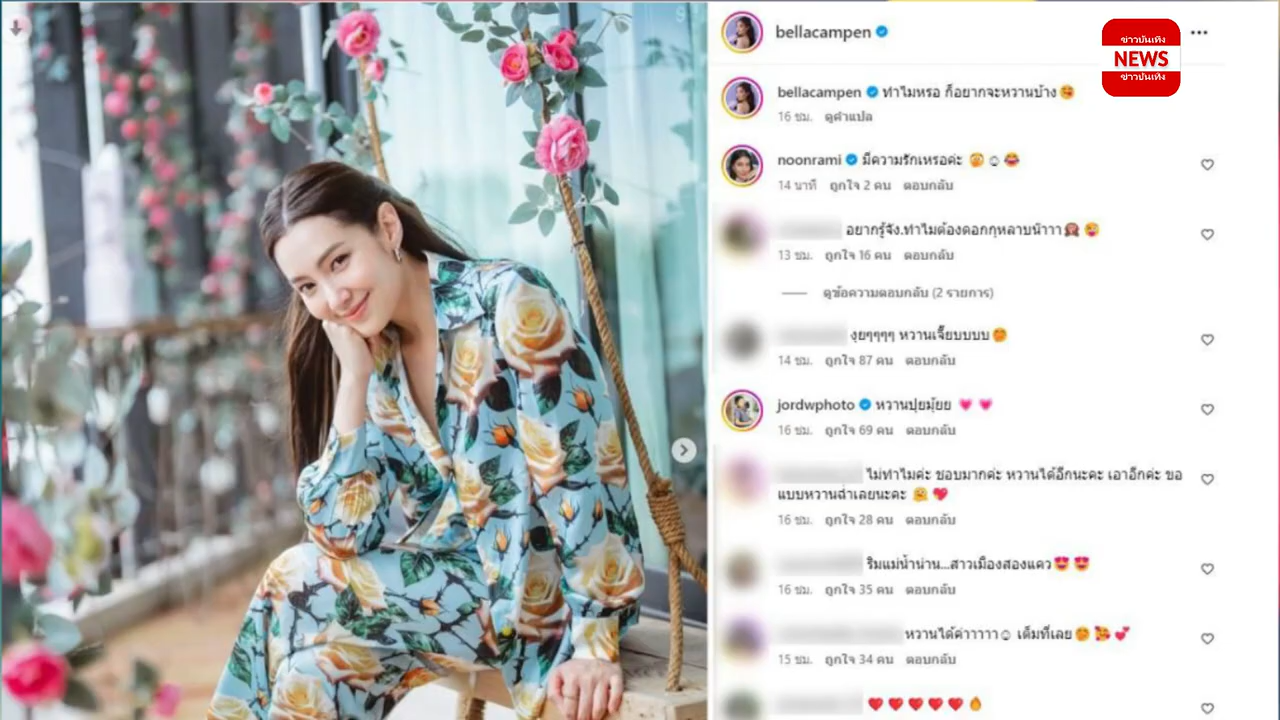 bellacampen
ข่าวบันเทิง
NEWS
ข่าวบันเทิง
bellacampen ทำไมหรอ ก็อยากจะหวานบ้าง 🥰
16 ชม. ดูคำแปล
noonrami มีความรักเหรอค่ะ
14 นาที ถูกใจ 2 คน ตอบกลับ
อยากรู้จัง.ทำไมต้องดอกกุหลาบน้าาา
13 ชม. ถูกใจ 16 คน ตอบกลับ
ดูข้อความตอบกลับ (2 รายการ)
งุยๆๆๆๆ หวานเจี๊ยบบบบ
14 ชม. ถูกใจ 87 คน ตอบกลับ
jordwphoto หวานปุยมุ้ยย 💗 💗
16 ชม. ถูกใจ 69 คน ตอบกลับ
ไม่ทำไมค่ะ ชอบมากค่ะ หวานได้อีกนะคะ เอาอีกค่ะ ขอ
แบบหวานฉ่ำเลยนะคะ
16 ชม. ถูกใจ 28 คน ตอบกลับ
ริมแม่น้ำน่าน...สาวเมืองสองแคว😍 😍
16 ชม. ถูกใจ 35 คน ตอบกลับ
หวานได้ค่าาาาา☺ เต็มที่เลย
15 ชม. ถูกใจ 34 คน ตอบกลับ